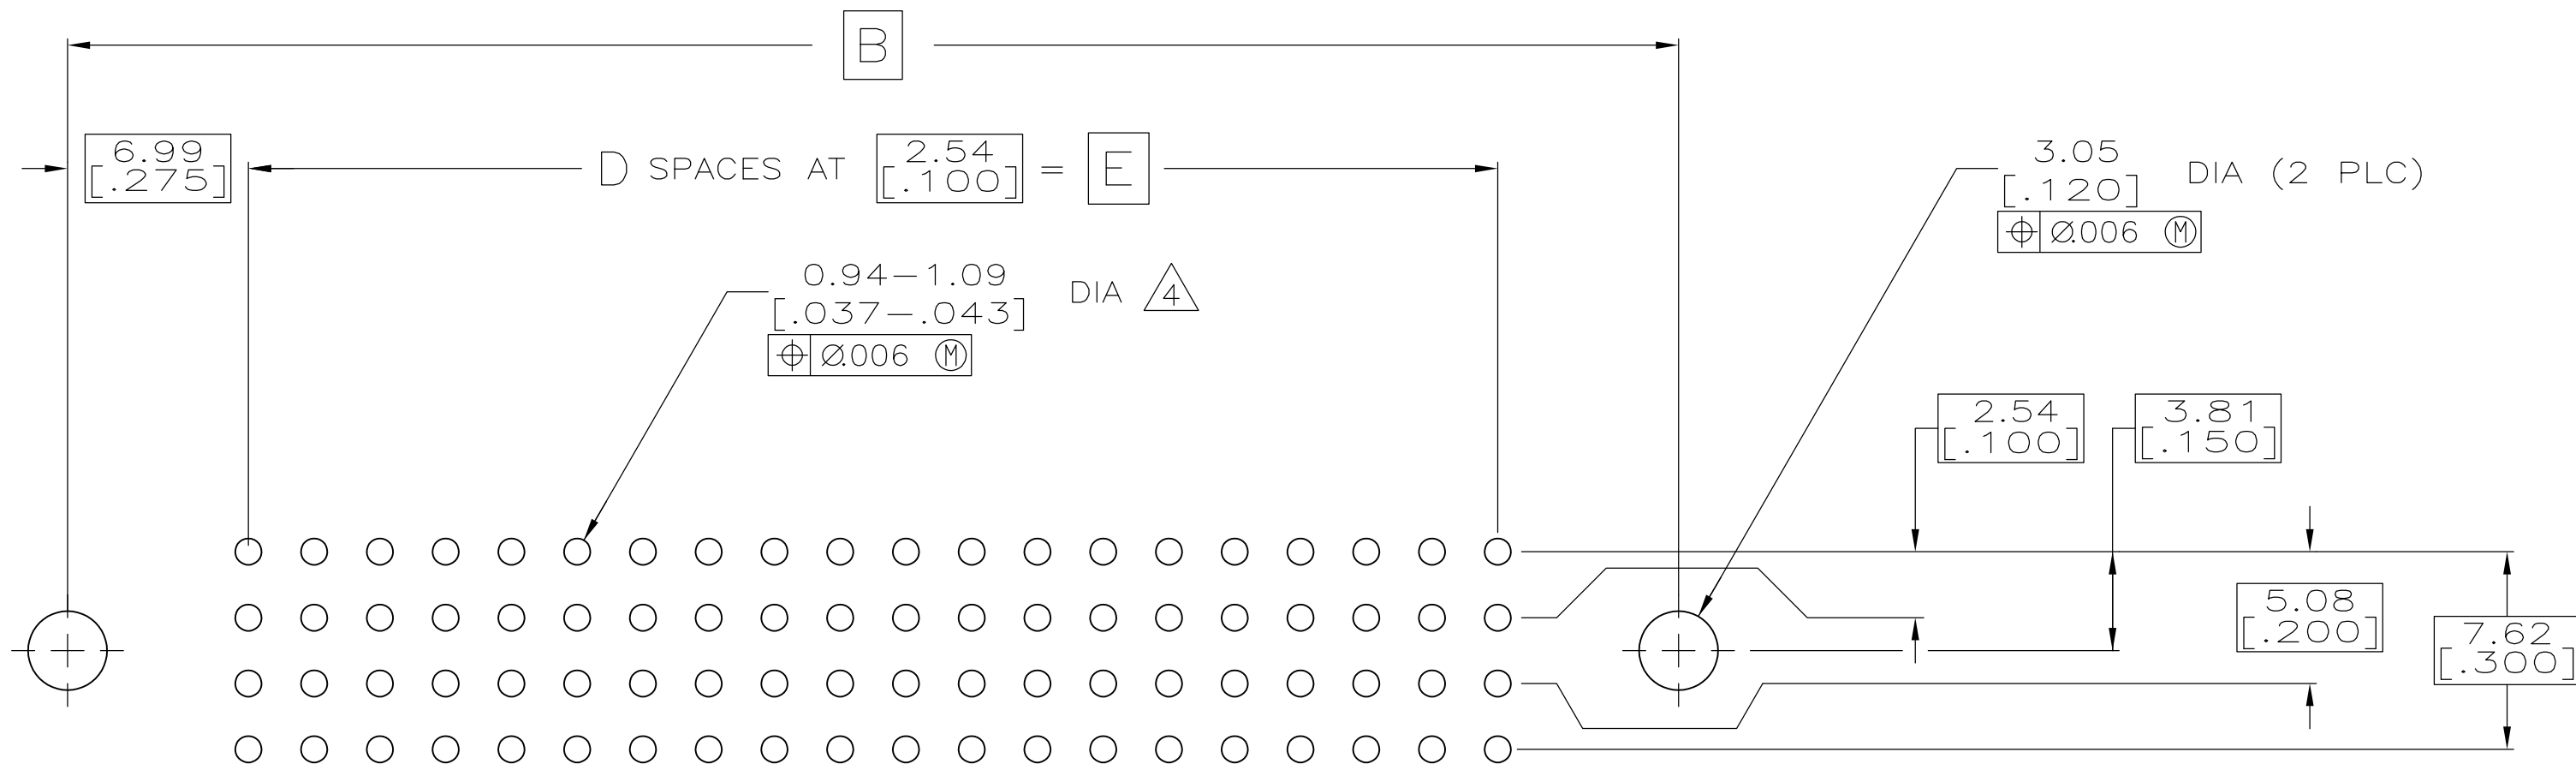 B
6.99
[.275]
D SPACES AT 2.54 [.100] = E
3.05
[.120] DIA (2 PLC)
⌖ Ø.006 Ⓜ
0.94-1.09
[.037-.043] DIA 4
⌖ Ø.006 Ⓜ
2.54
[.100]
3.81
[.150]
5.08
[.200]
7.62
[.300]